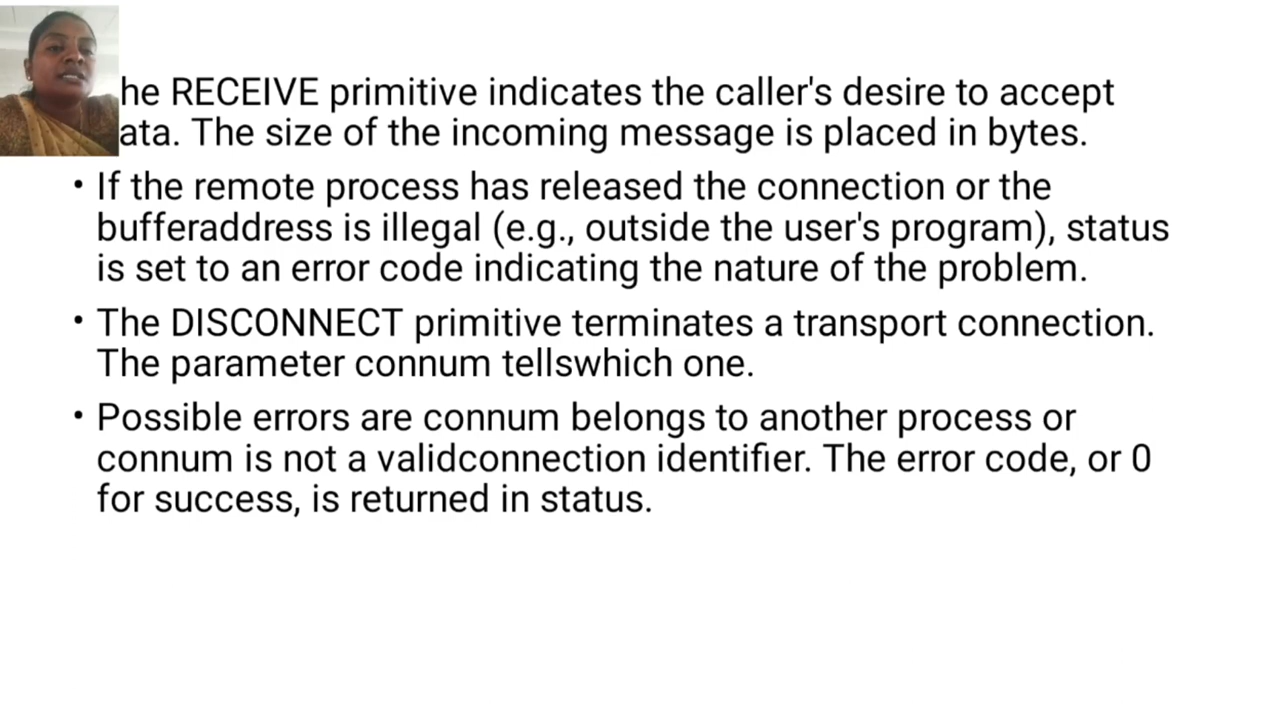 he RECEIVE primitive indicates the caller's desire to accept
ata. The size of the incoming message is placed in bytes.
• If the remote process has released the connection or the
bufferaddress is illegal (e.g., outside the user's program), status
is set to an error code indicating the nature of the problem.
• The DISCONNECT primitive terminates a transport connection.
The parameter connum tellswhich one.
• Possible errors are connum belongs to another process or
connum is not a validconnection identifier. The error code, or 0
for success, is returned in status.